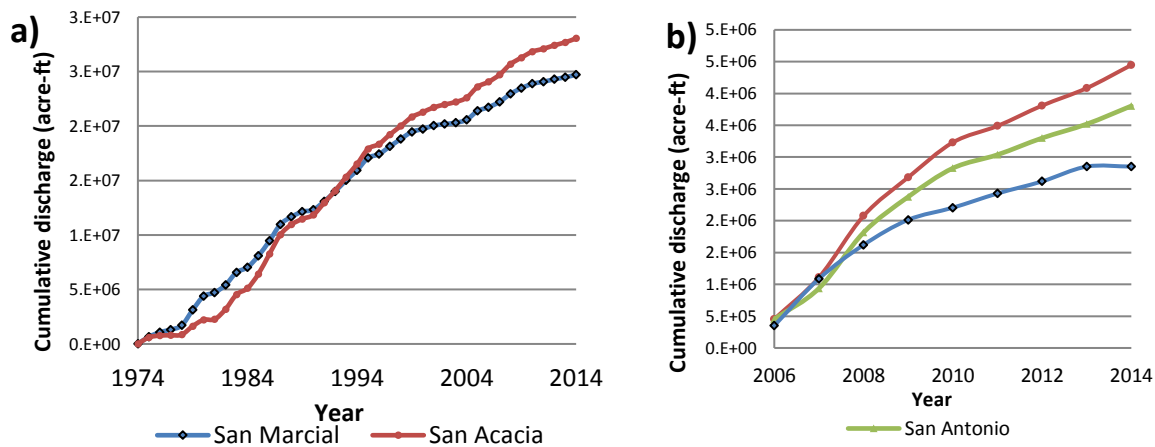 a)
Cumulative discharge (acre-ft)
3.E+07
3.E+07
2.E+07
2.E+07
1.E+07
5.E+06
0.E+00
1974 1984 1994 2004 2014
Year
San Marcial San Acacia
b)
Cumulative discharge (acre-ft)
5.E+06
5.E+06
4.E+06
4.E+06
3.E+06
3.E+06
2.E+06
2.E+06
1.E+06
5.E+05
0.E+00
2006 2008 2010 2012 2014
Year
San Antonio